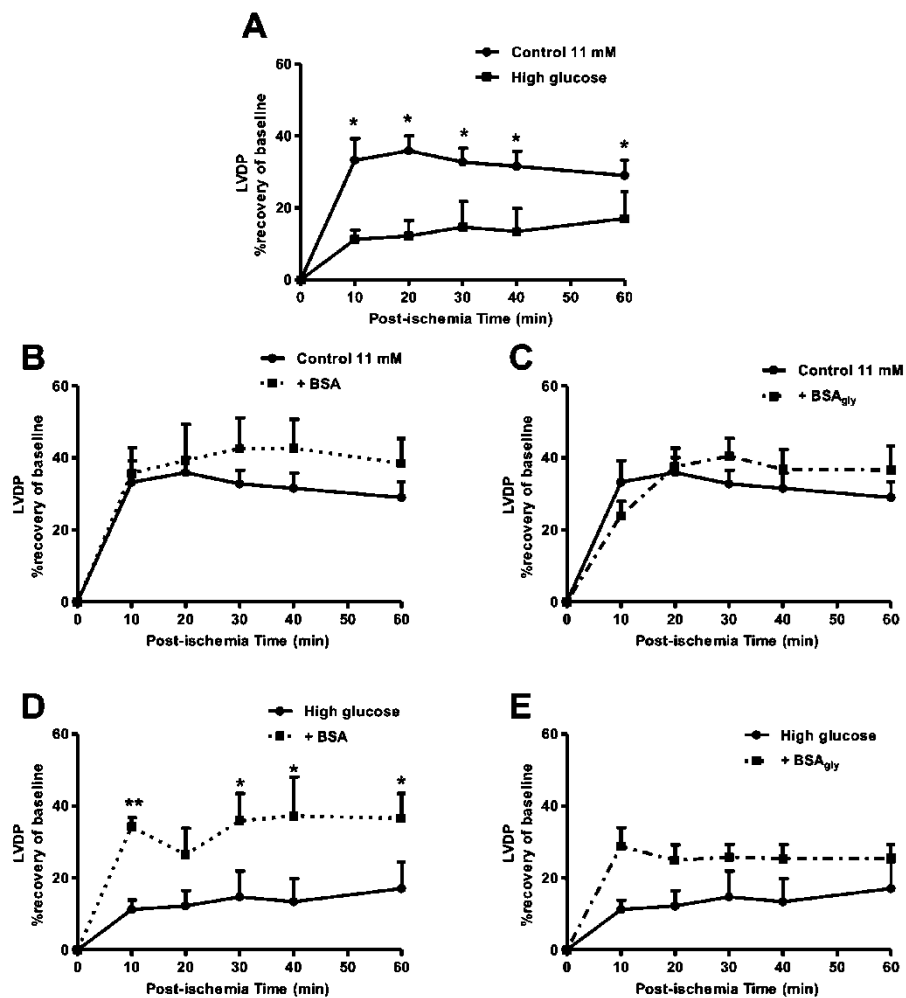 A
Control 11 mM
High glucose
LVDP
%recovery of baseline
60
40
20
0
* * * * *
0 10 20 30 40 50 60
Post-ischemia Time (min)
B
Control 11 mM
+ BSA
LVDP
%recovery of baseline
60
40
20
0
0 10 20 30 40 50 60
Post-ischemia Time (min)
C
Control 11 mM
+ BSAgly
LVDP
%recovery of baseline
60
40
20
0
0 10 20 30 40 50 60
Post-ischemia Time (min)
D
High glucose
+ BSA
LVDP
%recovery of baseline
60
40
20
0
** * * *
0 10 20 30 40 50 60
Post-ischemia Time (min)
E
High glucose
+ BSAgly
LVDP
%recovery of baseline
60
40
20
0
0 10 20 30 40 50 60
Post-ischemia Time (min)